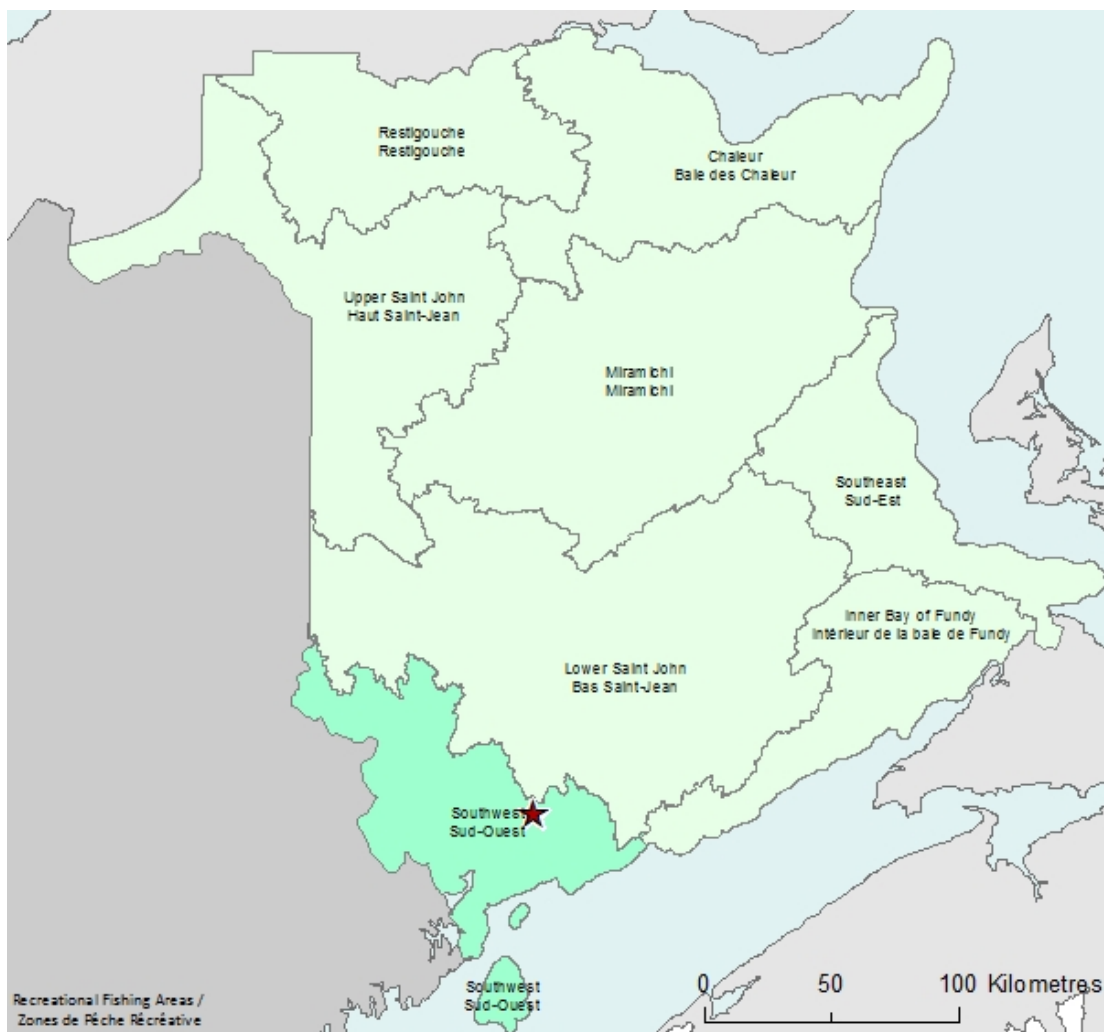 Restigouche
Restigouche
Chaleur
Baie des Chaleur
Upper Saint John
Haut Saint-Jean
Miramichi
Miramichi
Southeast
Sud-Est
Inner Bay of Fundy
Intérieur de la baie de Fundy
Lower Saint John
Bas Saint-Jean
Southwest
Sud-Ouest
Southwest
Sud-Ouest
0 50 100 Kilometres
Recreational Fishing Areas /
Zones de Pêche Récréative